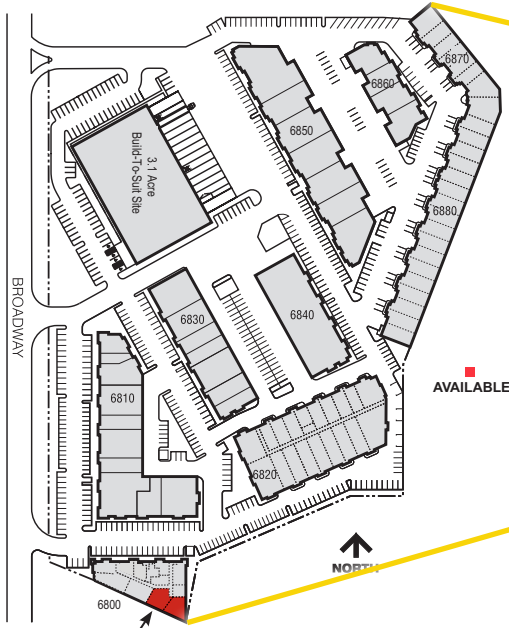 6870
6860
6850
3.1 Acre
Build-To-Suit Site
6880
BROADWAY
6830
6840
AVAILABLE
6810
6820
NORTH
6800